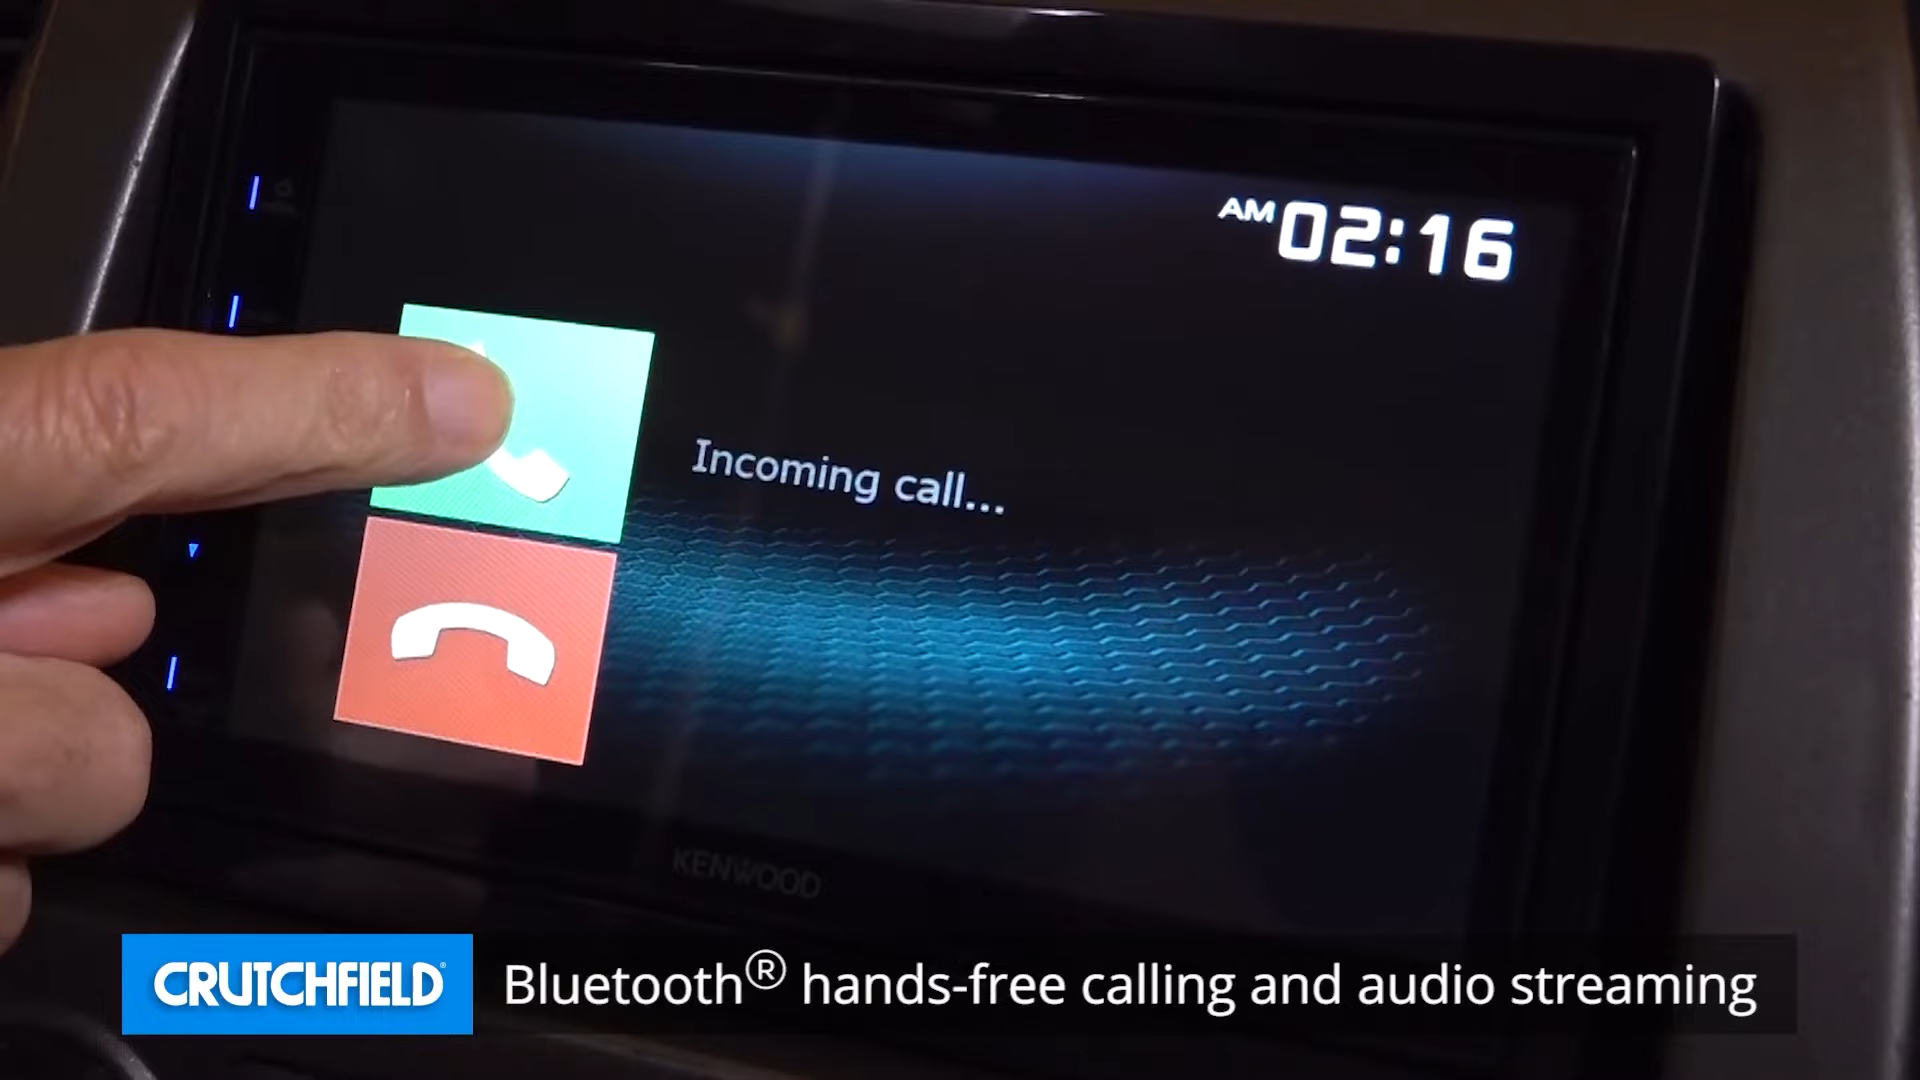 AM 02:16
Incoming call...
KENWOOD
CRUTCHFIELD®
Bluetooth® hands-free calling and audio streaming